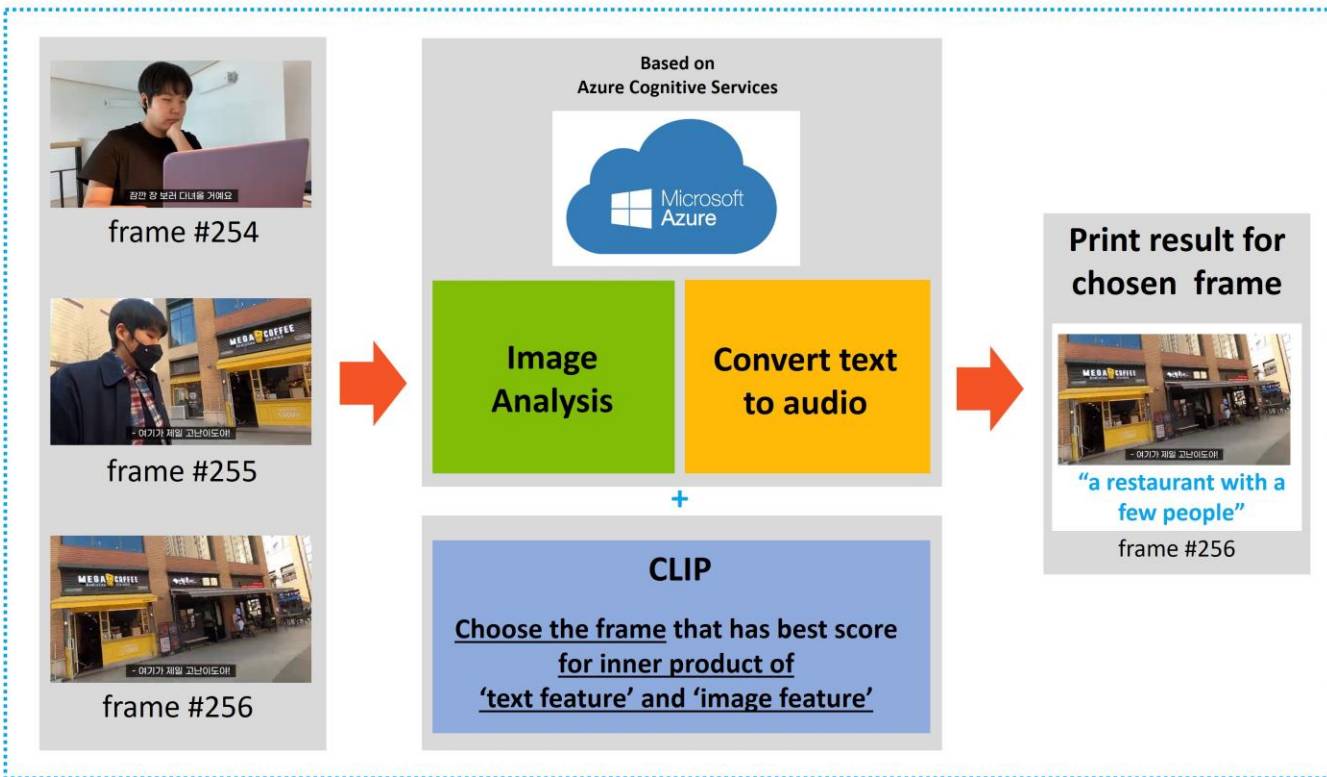 잠깐 장 보러 다녀올 거예요
frame #254
MEGA COFFEE
- 여기가 제일 고난이도야!
frame #255
MEGA COFFEE
- 여기가 제일 고난이도야!
frame #256
Based on
Azure Cognitive Services
Microsoft
Azure
Image
Analysis
Convert text
to audio
+
CLIP
Choose the frame that has best score
for inner product of
‘text feature’ and ‘image feature’
Print result for
chosen frame
MEGA COFFEE
- 여기가 제일 고난이도야!
“a restaurant with a
few people”
frame #256